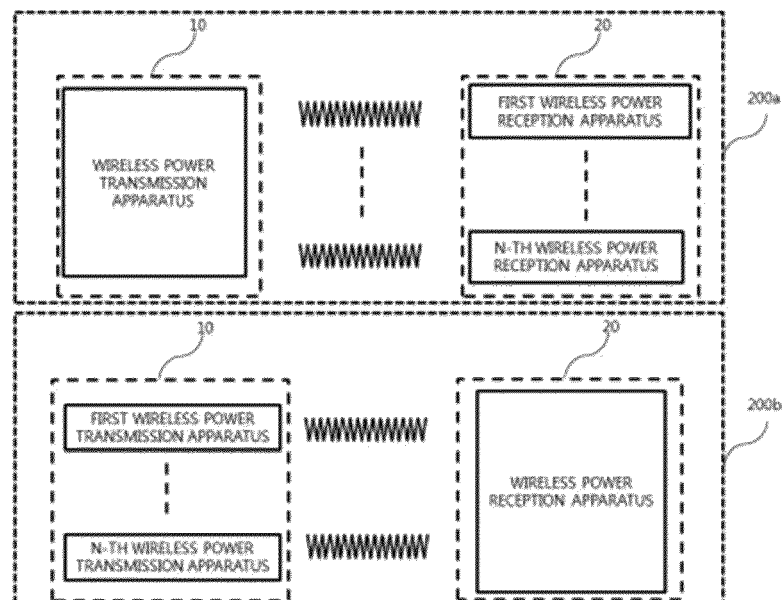 10
20
200a
WIRELESS POWER
TRANSMISSION
APPARATUS
FIRST WIRELESS POWER
RECEPTION APPARATUS
N-TH WIRELESS POWER
RECEPTION APPARATUS
10
20
200b
FIRST WIRELESS POWER
TRANSMISSION APPARATUS
N-TH WIRELESS POWER
TRANSMISSION APPARATUS
WIRELESS POWER
RECEPTION APPARATUS